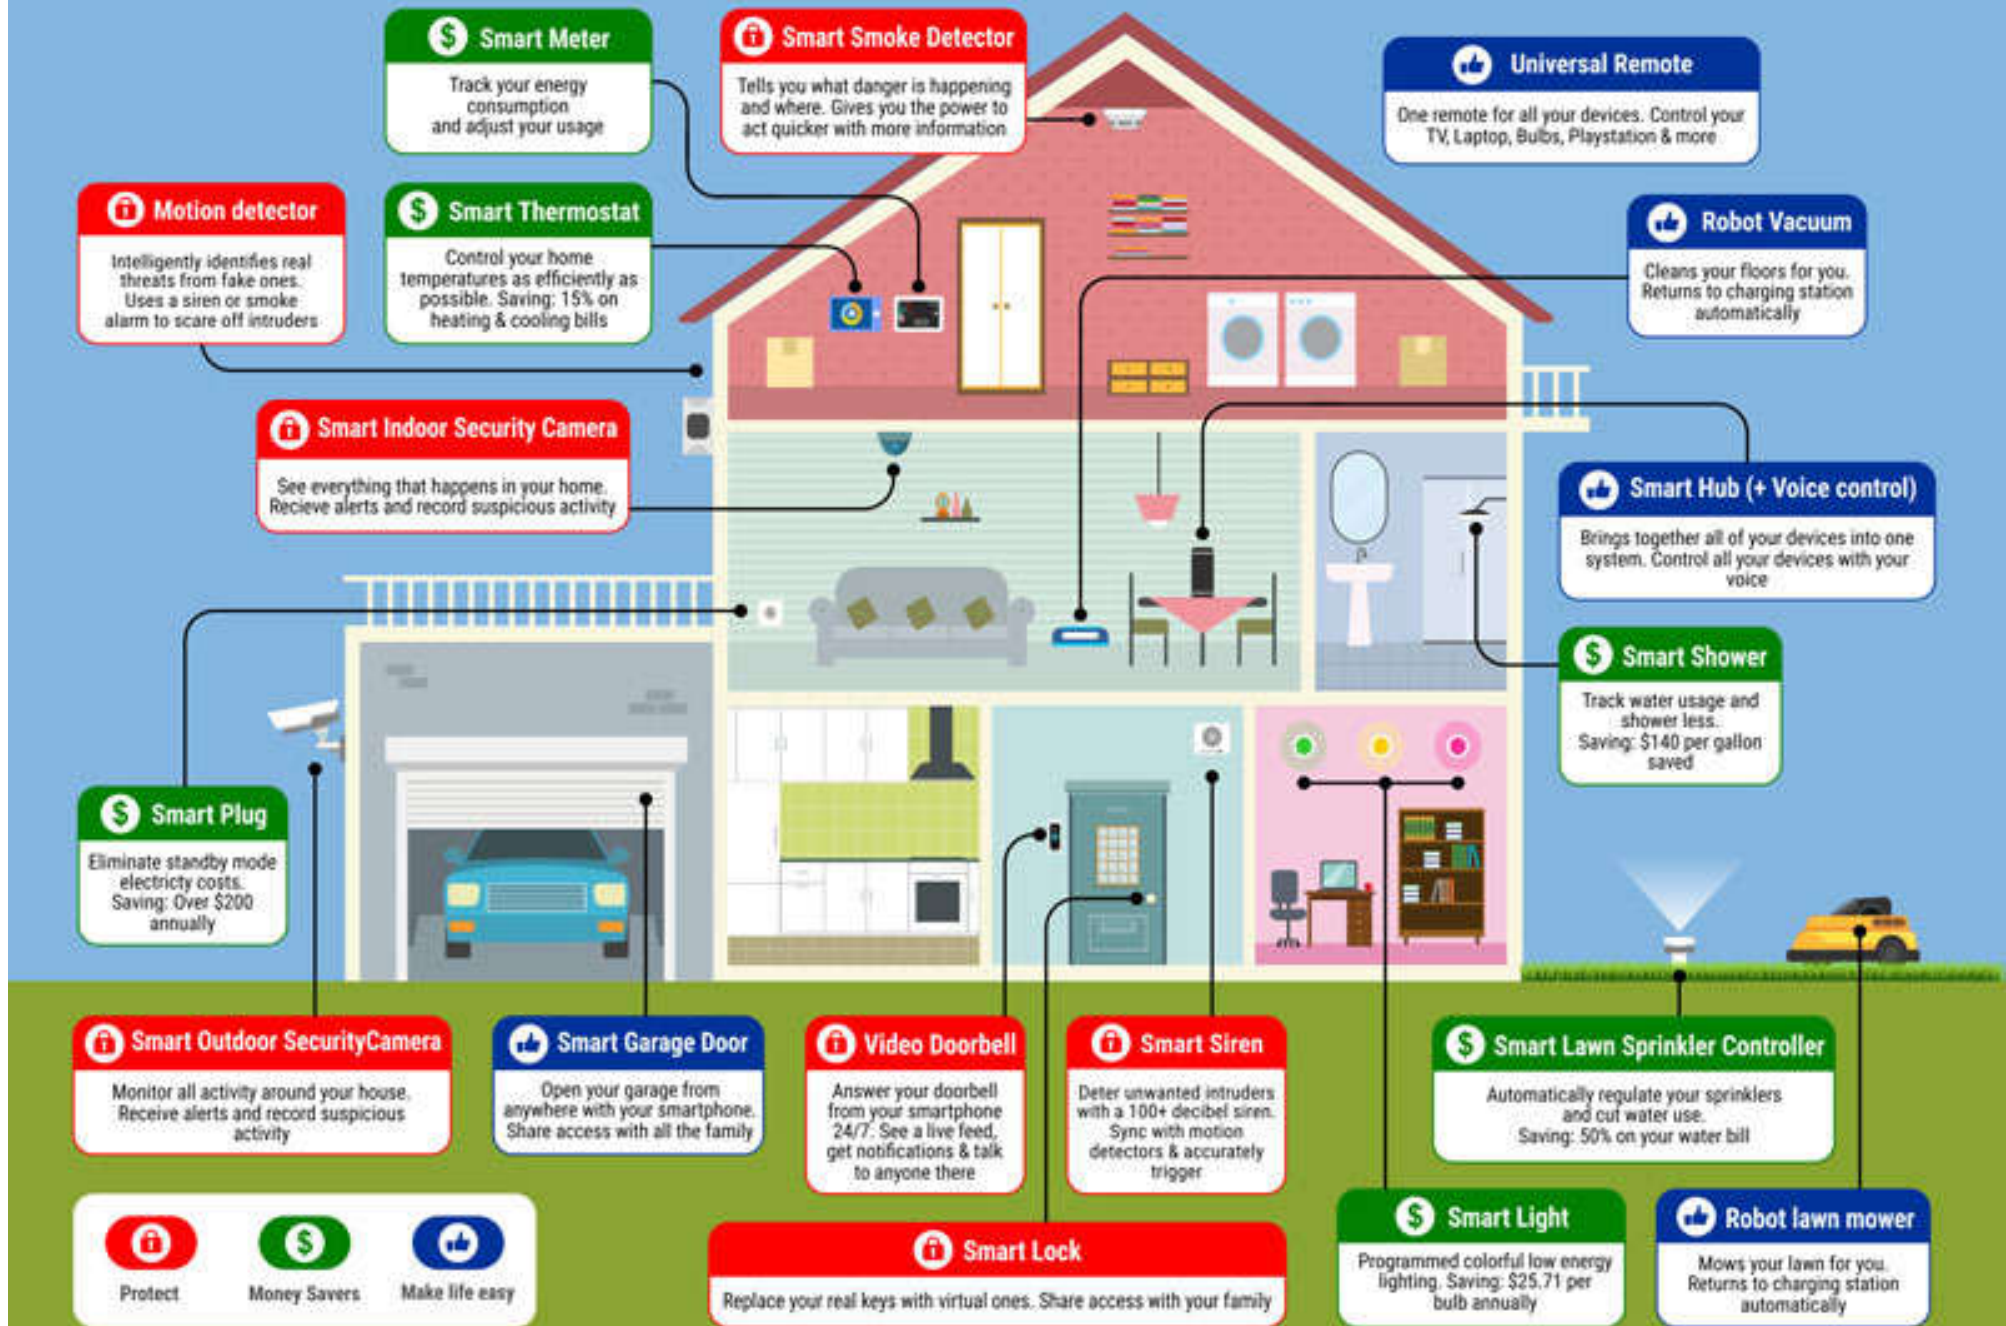 Smart Meter
Track your energy
consumption
and adjust your usage
Smart Smoke Detector
Tells you what danger is happening
and where. Gives you the power to
act quicker with more information
Universal Remote
One remote for all your devices. Control your
TV, Laptop, Bulbs, Playstation & more
Motion detector
Intelligently identifies real
threats from fake ones.
Uses a siren or smoke
alarm to scare off intruders
Smart Thermostat
Control your home
temperatures as efficiently as
possible. Saving: 15% on
heating & cooling bills
Robot Vacuum
Cleans your floors for you.
Returns to charging station
automatically
Smart Indoor Security Camera
See everything that happens in your home.
Recieve alerts and record suspicious activity
Smart Hub (+ Voice control)
Brings together all of your devices into one
system. Control all your devices with your
voice
Smart Shower
Track water usage and
shower less.
Saving: $140 per gallon
saved
Smart Plug
Eliminate standby mode
electricty costs.
Saving: Over $200
annually
Smart Outdoor SecurityCamera
Monitor all activity around your house.
Receive alerts and record suspicious
activity
Smart Garage Door
Open your garage from
anywhere with your smartphone.
Share access with all the family
Video Doorbell
Answer your doorbell
from your smartphone
24/7. See a live feed,
get notifications & talk
to anyone there
Smart Siren
Deter unwanted intruders
with a 100+ decibel siren.
Sync with motion
detectors & accurately
trigger
Smart Lawn Sprinkler Controller
Automatically regulate your sprinklers
and cut water use.
Saving: 50% on your water bill
Smart Lock
Replace your real keys with virtual ones. Share access with your family
Smart Light
Programmed colorful low energy
lighting. Saving: $25.71 per
bulb annually
Robot lawn mower
Mows your lawn for you.
Returns to charging station
automatically
Protect
Money Savers
Make life easy